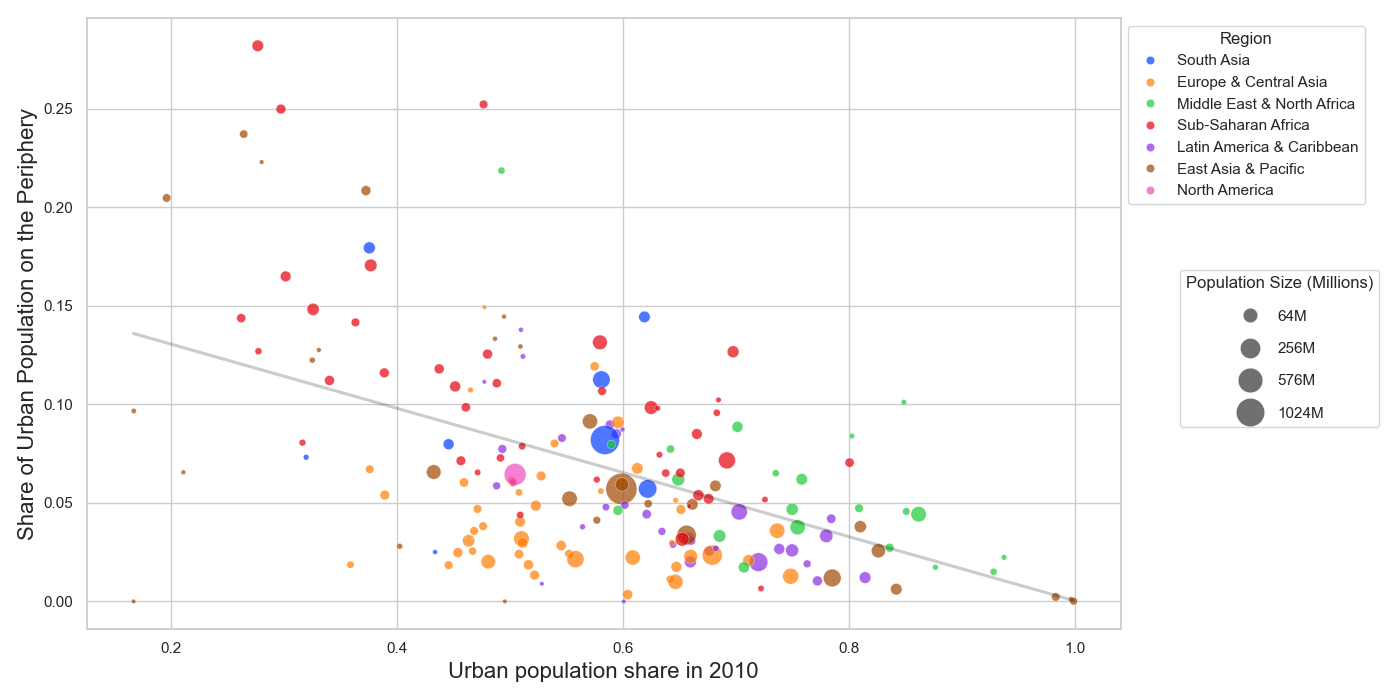 Share of Urban Population on the Periphery
0.25
0.20
0.15
0.10
0.05
0.00
0.2
0.4
0.6
0.8
1.0
Urban population share in 2010
Region
South Asia
Europe & Central Asia
Middle East & North Africa
Sub-Saharan Africa
Latin America & Caribbean
East Asia & Pacific
North America
Population Size (Millions)
64M
256M
576M
1024M